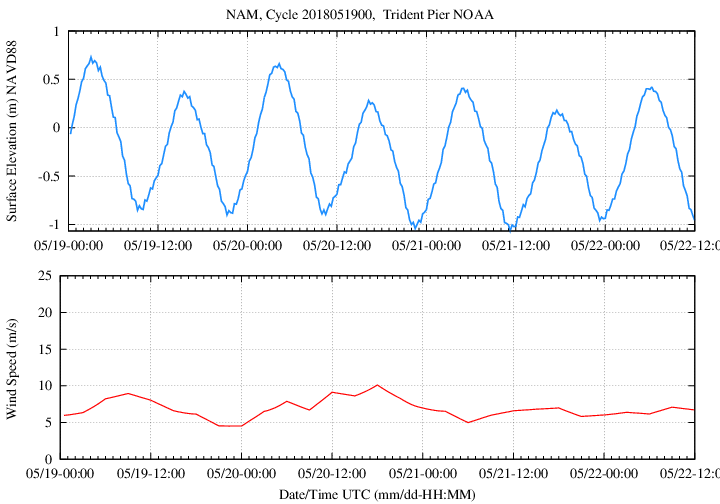 NAM, Cycle 2018051900,  Trident Pier NOAA
Surface Elevation (m) NAVD88
1
0.5
0
-0.5
-1
05/19-00:00 05/19-12:00 05/20-00:00 05/20-12:00 05/21-00:00 05/21-12:00 05/22-00:00 05/22-12:0
Wind Speed (m/s)
25
20
15
10
5
0
05/19-00:00 05/19-12:00 05/20-00:00 05/20-12:00 05/21-00:00 05/21-12:00 05/22-00:00 05/22-12:0
Date/Time UTC (mm/dd-HH:MM)